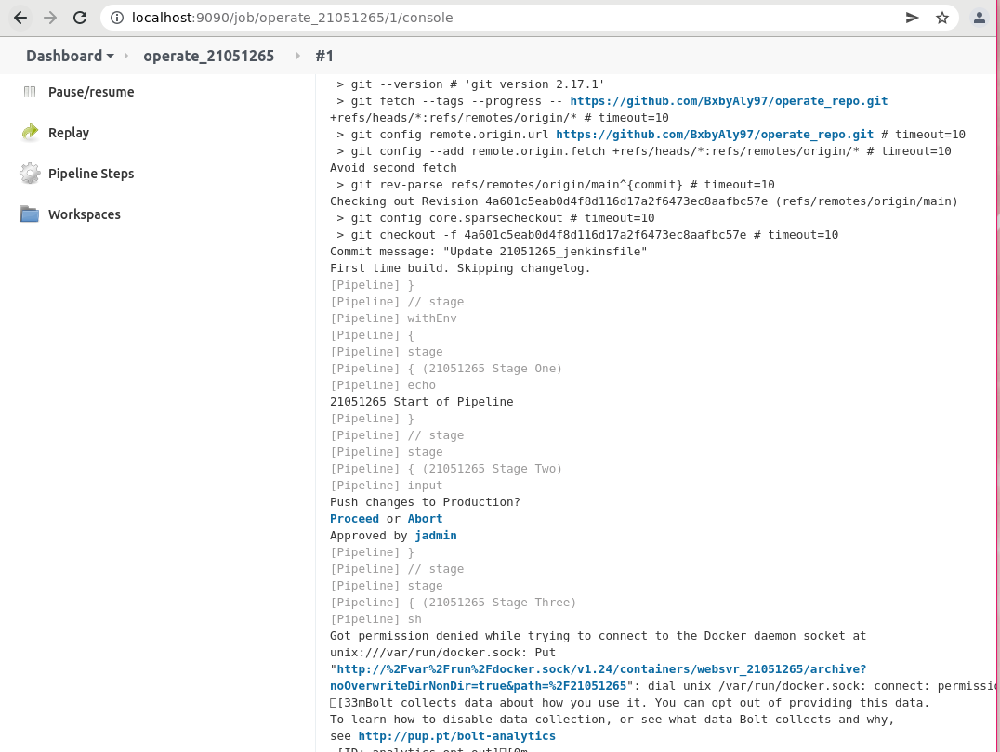 localhost:9090/job/operate_21051265/1/console
Dashboard operate_21051265 #1
Pause/resume
Replay
Pipeline Steps
Workspaces
> git --version # 'git version 2.17.1'
> git fetch --tags --progress -- https://github.com/BxbyAly97/operate_repo.git
+refs/heads/*:refs/remotes/origin/* # timeout=10
> git config remote.origin.url https://github.com/BxbyAly97/operate_repo.git # timeout=10
> git config --add remote.origin.fetch +refs/heads/*:refs/remotes/origin/* # timeout=10
Avoid second fetch
> git rev-parse refs/remotes/origin/main^{commit} # timeout=10
Checking out Revision 4a601c5eab0d4f8d116d17a2f6473ec8aafbc57e (refs/remotes/origin/main)
> git config core.sparsecheckout # timeout=10
> git checkout -f 4a601c5eab0d4f8d116d17a2f6473ec8aafbc57e # timeout=10
Commit message: "Update 21051265_jenkinsfile"
First time build. Skipping changelog.
[Pipeline] }
[Pipeline] // stage
[Pipeline] withEnv
[Pipeline] {
[Pipeline] stage
[Pipeline] { (21051265 Stage One)
[Pipeline] echo
21051265 Start of Pipeline
[Pipeline] }
[Pipeline] // stage
[Pipeline] stage
[Pipeline] { (21051265 Stage Two)
[Pipeline] input
Push changes to Production?
Proceed or Abort
Approved by jadmin
[Pipeline] }
[Pipeline] // stage
[Pipeline] stage
[Pipeline] { (21051265 Stage Three)
[Pipeline] sh
Got permission denied while trying to connect to the Docker daemon socket at
unix:///var/run/docker.sock: Put
"http://%2Fvar%2Frun%2Fdocker.sock/v1.24/containers/websvr_21051265/archive?
noOverwriteDirNonDir=true&path=%2F21051265": dial unix /var/run/docker.sock: connect: permissio
[33mBolt collects data about how you use it. You can opt out of providing this data.
To learn how to disable data collection, or see what data Bolt collects and why,
see http://pup.pt/bolt-analytics